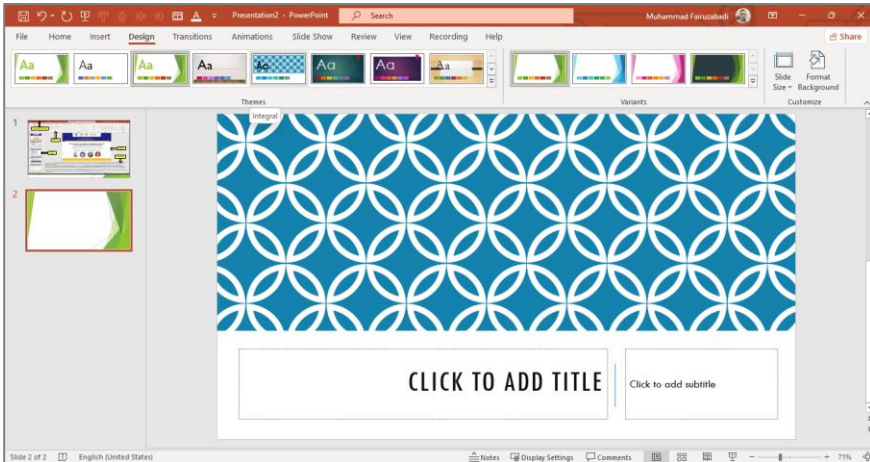 Presentation2 - PowerPoint
Search
Muhammad Fairuzabadi
File Home Insert Design Transitions Animations Slide Show Review View Recording Help
Share
Aa Aa Aa Aa Aa Aa Aa Aa
Slide Size
Format Background
Themes
Variants
Customize
Integral
1
2
CLICK TO ADD TITLE
Click to add subtitle
Slide 2 of 2 English (United States) Notes Display Settings Comments 71%